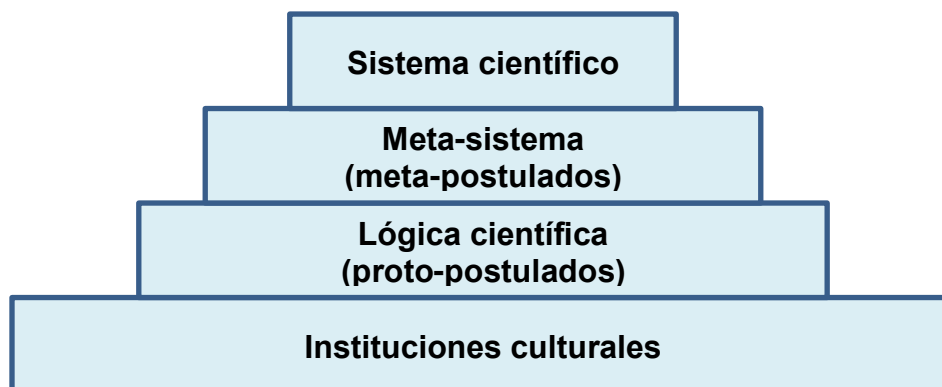 Sistema científico
Meta-sistema
(meta-postulados)
Lógica científica
(proto-postulados)
Instituciones culturales